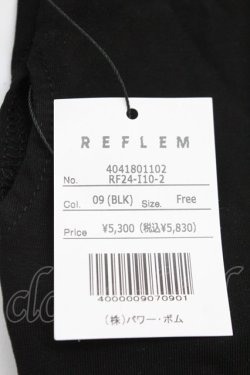 REFLEM
4041801102
No. RF24-I10-2
Col. 09(BLK) Size. Free
Price ¥5,300 (税込¥5,830)
4000009070901
(株)パワー・ボム